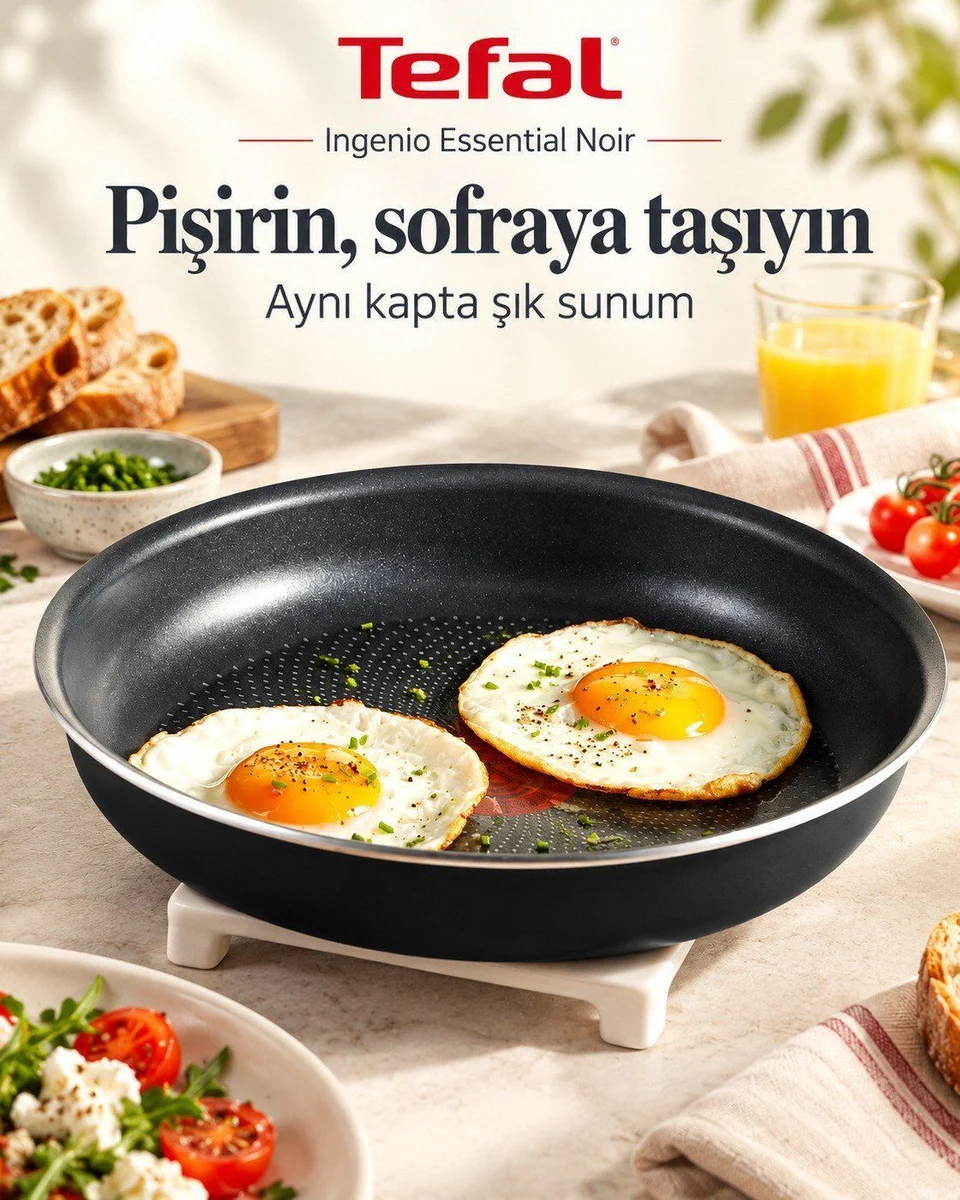 Tefal®
Ingenio Essential Noir
Pişirin, sofraya taşıyın
Aynı kapta şık sunum